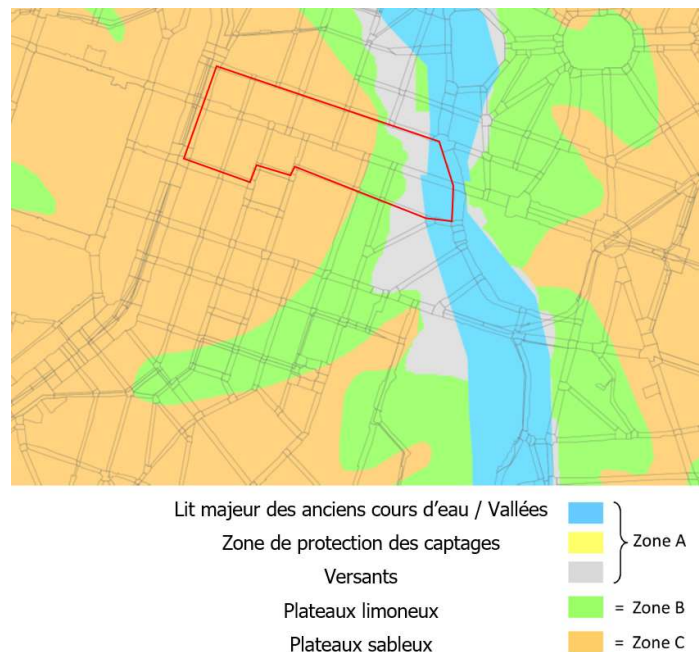 Lit majeur des anciens cours d’eau / Vallées
Zone de protection des captages
Zone A
Versants
Plateaux limoneux
= Zone B
Plateaux sableux
= Zone C